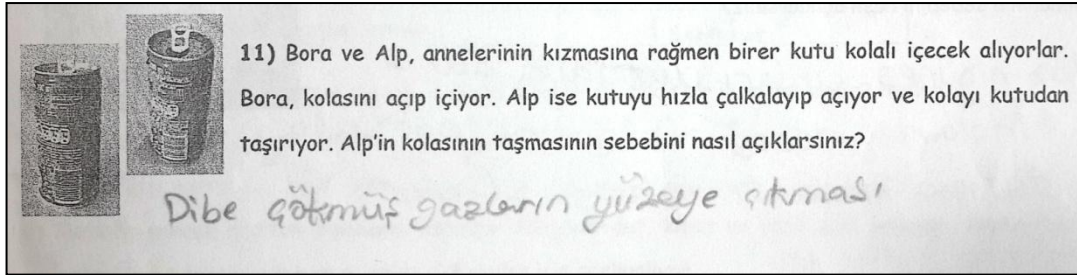 11) Bora ve Alp, annelerinin kızmasına rağmen birer kutu kolalı içecek alıyorlar.
Bora, kolasını açıp içiyor. Alp ise kutuyu hızla çalkalayıp açıyor ve kolayı kutudan
taşırıyor. Alp'in kolasının taşmasının sebebini nasıl açıklarsınız?
Dibe çökmüş gazların yüzeye çıkması